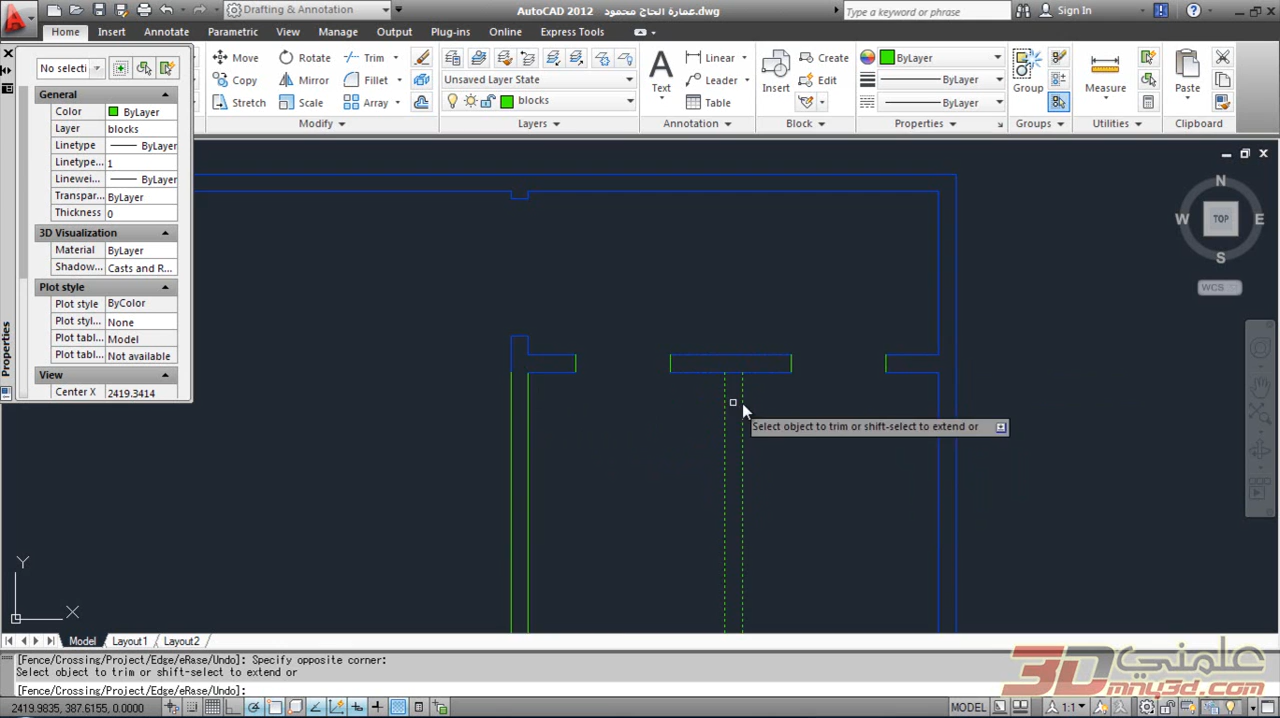 Drafting & Annotation
AutoCAD 2012 عمارة الحاج محمود.dwg
Type a keyword or phrase
Sign In
Home Insert Annotate Parametric View Manage Output Plug-ins Online Express Tools
No selecti
Move Rotate Trim
Copy Mirror Fillet
Stretch Scale Array
Modify
Unsaved Layer State
blocks
Layers
Text
Linear
Leader
Table
Annotation
Insert
Create
Edit
Block
ByLayer
ByLayer
ByLayer
Properties
Group
Groups
Measure
Utilities
Paste
Clipboard
General
Color ByLayer
Layer blocks
Linetype ByLayer
Linetype... 1
Linewei... ByLayer
Transpar... ByLayer
Thickness 0
3D Visualization
Material ByLayer
Shadow... Casts and R...
Plot style
Plot style ByColor
Plot styl... None
Plot tabl... Model
Plot tabl... Not available
View
Center X 2419.3414
Properties
N
W TOP E
S
WCS
Select object to trim or shift-select to extend or
Y
X
Model Layout1 Layout2
[Fence/Crossing/Project/Edge/eRase/Undo]: Specify opposite corner:
Select object to trim or shift-select to extend or
[Fence/Crossing/Project/Edge/eRase/Undo]:
2419.9835, 387.6155, 0.0000
MODEL
1:1
3D علمني
mny3d.com